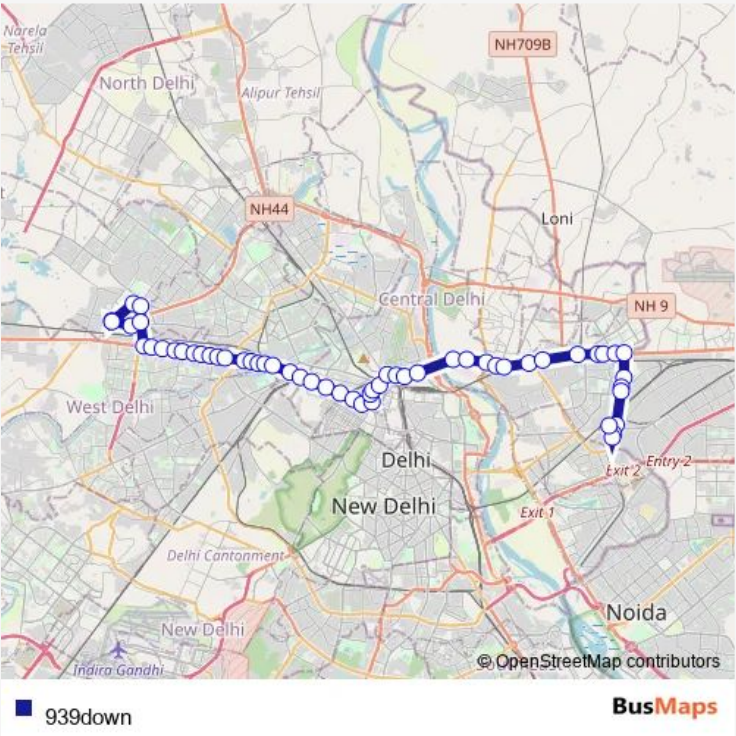 Narela
Tehsil
NH709B
North Delhi
Alipur Tehsil
NH44
Loni
Central Delhi
NH 9
West Delhi
Delhi
Exit 2
Entry 2
New Delhi
Exit 1
Delhi Cantonment
Noida
New Delhi
Indira Gandhi
© OpenStreetMap contributors
939down
BusMaps